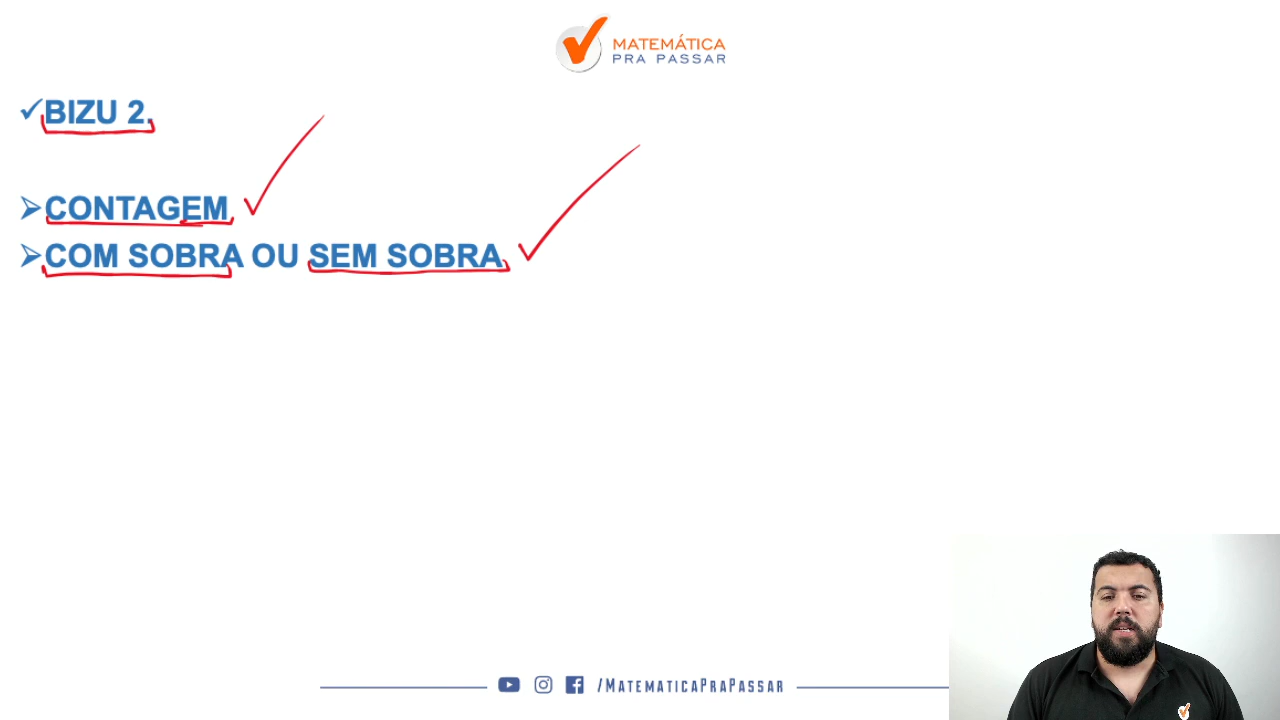 MATEMÁTICA
PRA PASSAR
BIZU 2.
CONTAGEM
COM SOBRA OU SEM SOBRA
/MATEMATICAPRAPASSAR